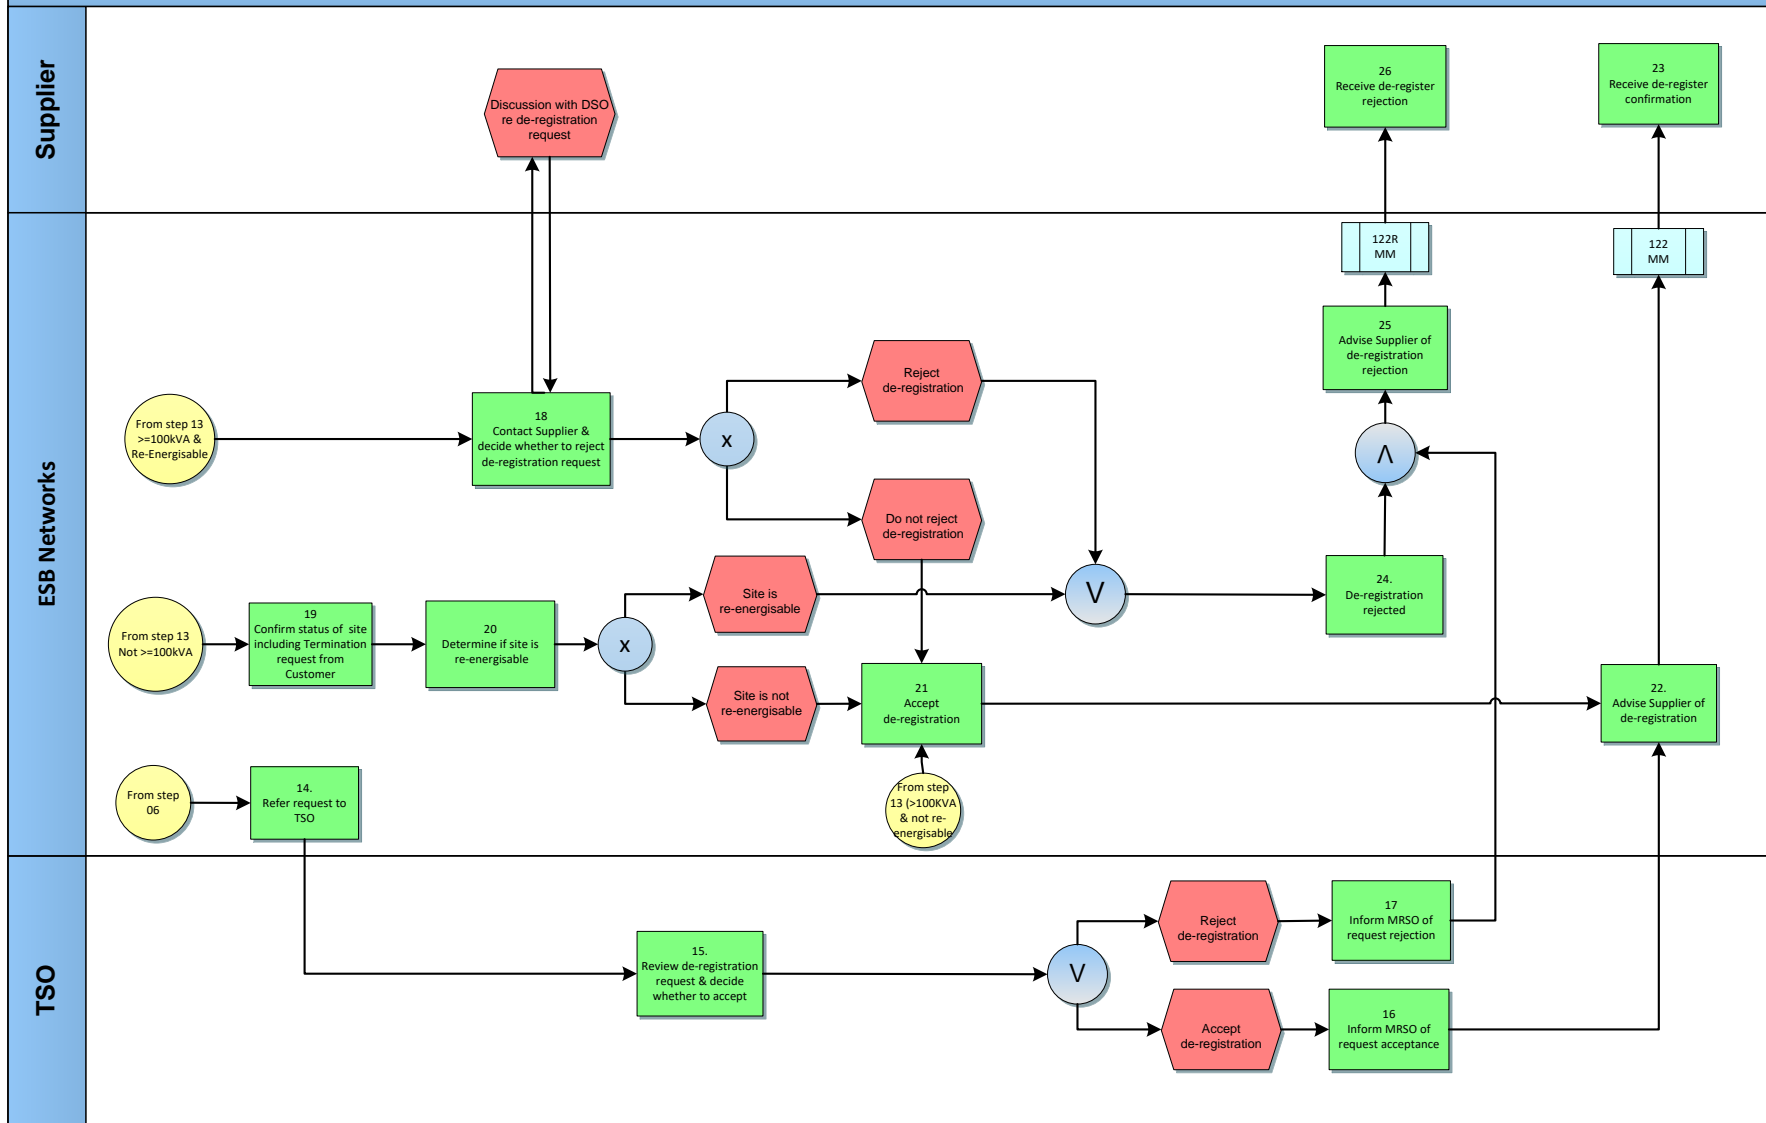 Supplier
Discussion with DSO
re de-registration
request
26
Receive de-register
rejection
23
Receive de-register
confirmation
ESB Networks
122R
MM
122
MM
25
Advise Supplier of
de-registration
rejection
From step 13
>=100kVA &
Re-Energisable
18
Contact Supplier &
decide whether to reject
de-registration request
x
Reject
de-registration
Do not reject
de-registration
Λ
From step 13
Not >=100kVA
19
Confirm status of site
including Termination
request from
Customer
20
Determine if site is
re-energisable
x
Site is
re-energisable
Site is not
re-energisable
V
24.
De-registration
rejected
21
Accept
de-registration
22.
Advise Supplier of
de-registration
From step
06
14.
Refer request to
TSO
From step
13 (>100KVA
& not re-
energisable
TSO
15.
Review de-registration
request & decide
whether to accept
V
Reject
de-registration
17
Inform MRSO of
request rejection
Accept
de-registration
16
Inform MRSO of
request acceptance